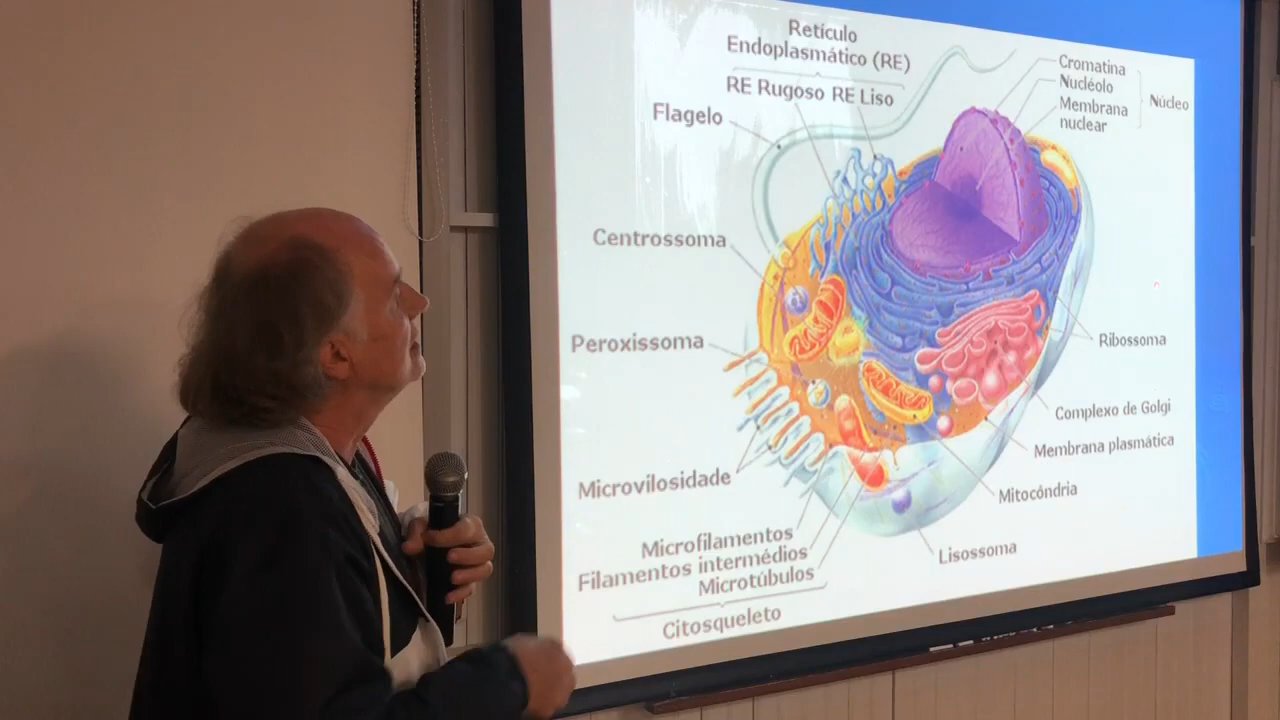 Retículo
Endoplasmático (RE)
RE Rugoso RE Liso
Flagelo
Cromatina
Nucléolo
Membrana
nuclear
Núcleo
Centrossoma
Peroxissoma
Ribossoma
Complexo de Golgi
Membrana plasmática
Microvilosidade
Mitocôndria
Microfilamentos
Filamentos intermédios
Microtúbulos
Lisossoma
Citosqueleto